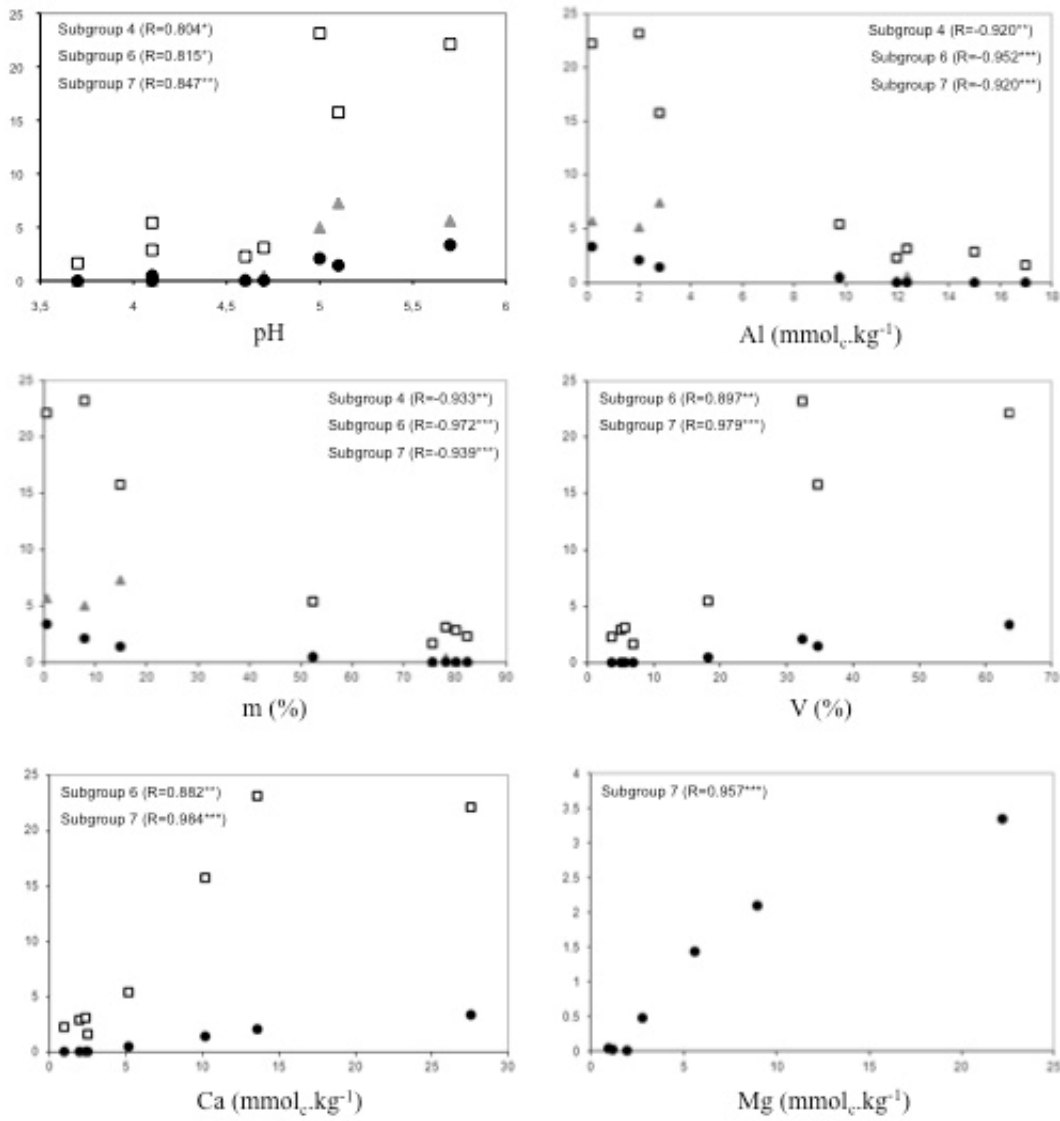 25
20
15
10
5
0
Subgroup 4 (R=0.804*)
Subgroup 6 (R=0.815*)
Subgroup 7 (R=0.847**)
3,5 4 4,5 5 5,5 6
pH
25
20
15
10
5
0
Subgroup 4 (R=-0.920**)
Subgroup 6 (R=-0.952***)
Subgroup 7 (R=-0.920***)
0 2 4 6 8 10 12 14 16 18
Al (mmolc.kg-1)
25
20
15
10
5
0
Subgroup 4 (R=-0.933**)
Subgroup 6 (R=-0.972***)
Subgroup 7 (R=-0.939***)
0 10 20 30 40 50 60 70 80 90
m (%)
25
20
15
10
5
0
Subgroup 6 (R=0.897**)
Subgroup 7 (R=0.979***)
0 10 20 30 40 50 60 70
V (%)
25
20
15
10
5
0
Subgroup 6 (R=0.882**)
Subgroup 7 (R=0.984***)
0 5 10 15 20 25 30
Ca (mmolc.kg-1)
4
3.5
3
2.5
2
1.5
1
0.5
0
Subgroup 7 (R=0.957***)
0 5 10 15 20 25
Mg (mmolc.kg-1)